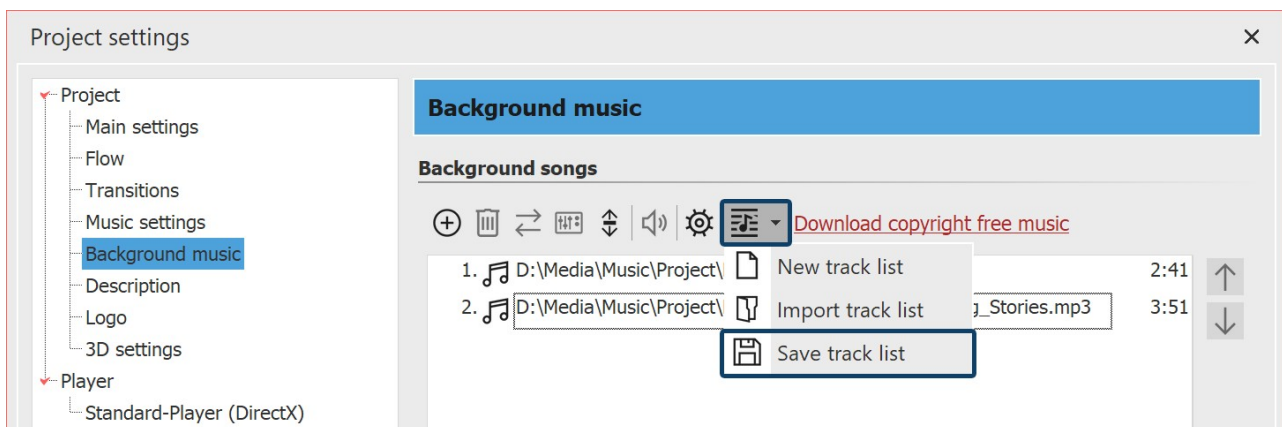 Project settings
Project
Main settings
Flow
Transitions
Music settings
Background music
Description
Logo
3D settings
Player
Standard-Player (DirectX)
Background music
Background songs
Download copyright free music
1. D:\Media\Music\Project\ 2:41
2. D:\Media\Music\Project\ g_Stories.mp3 3:51
New track list
Import track list
Save track list